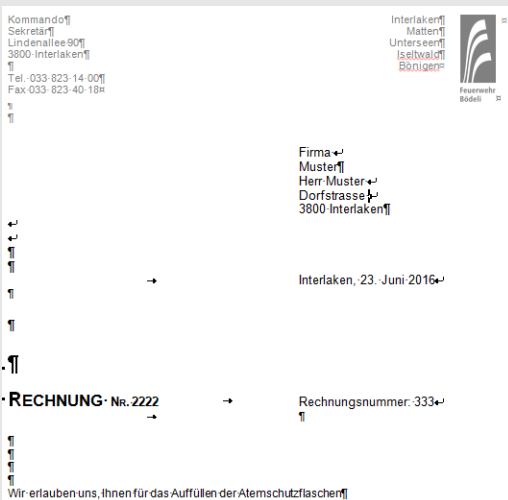 Kommando
Sekretär
Lindenallee 90
3800 Interlaken
Tel. 033 823 14 00
Fax 033 823 40 18
Interlaken
Matten
Unterseen
Iseltwald
Bönigen
Feuerwehr
Bödeli
Firma
Muster
Herr Muster
Dorfstrasse
3800 Interlaken
Interlaken, 23. Juni 2016
RECHNUNG NR. 2222 Rechnungsnummer: 333
Wir erlauben uns, Ihnen für das Auffüllen der Atemschutzflaschen